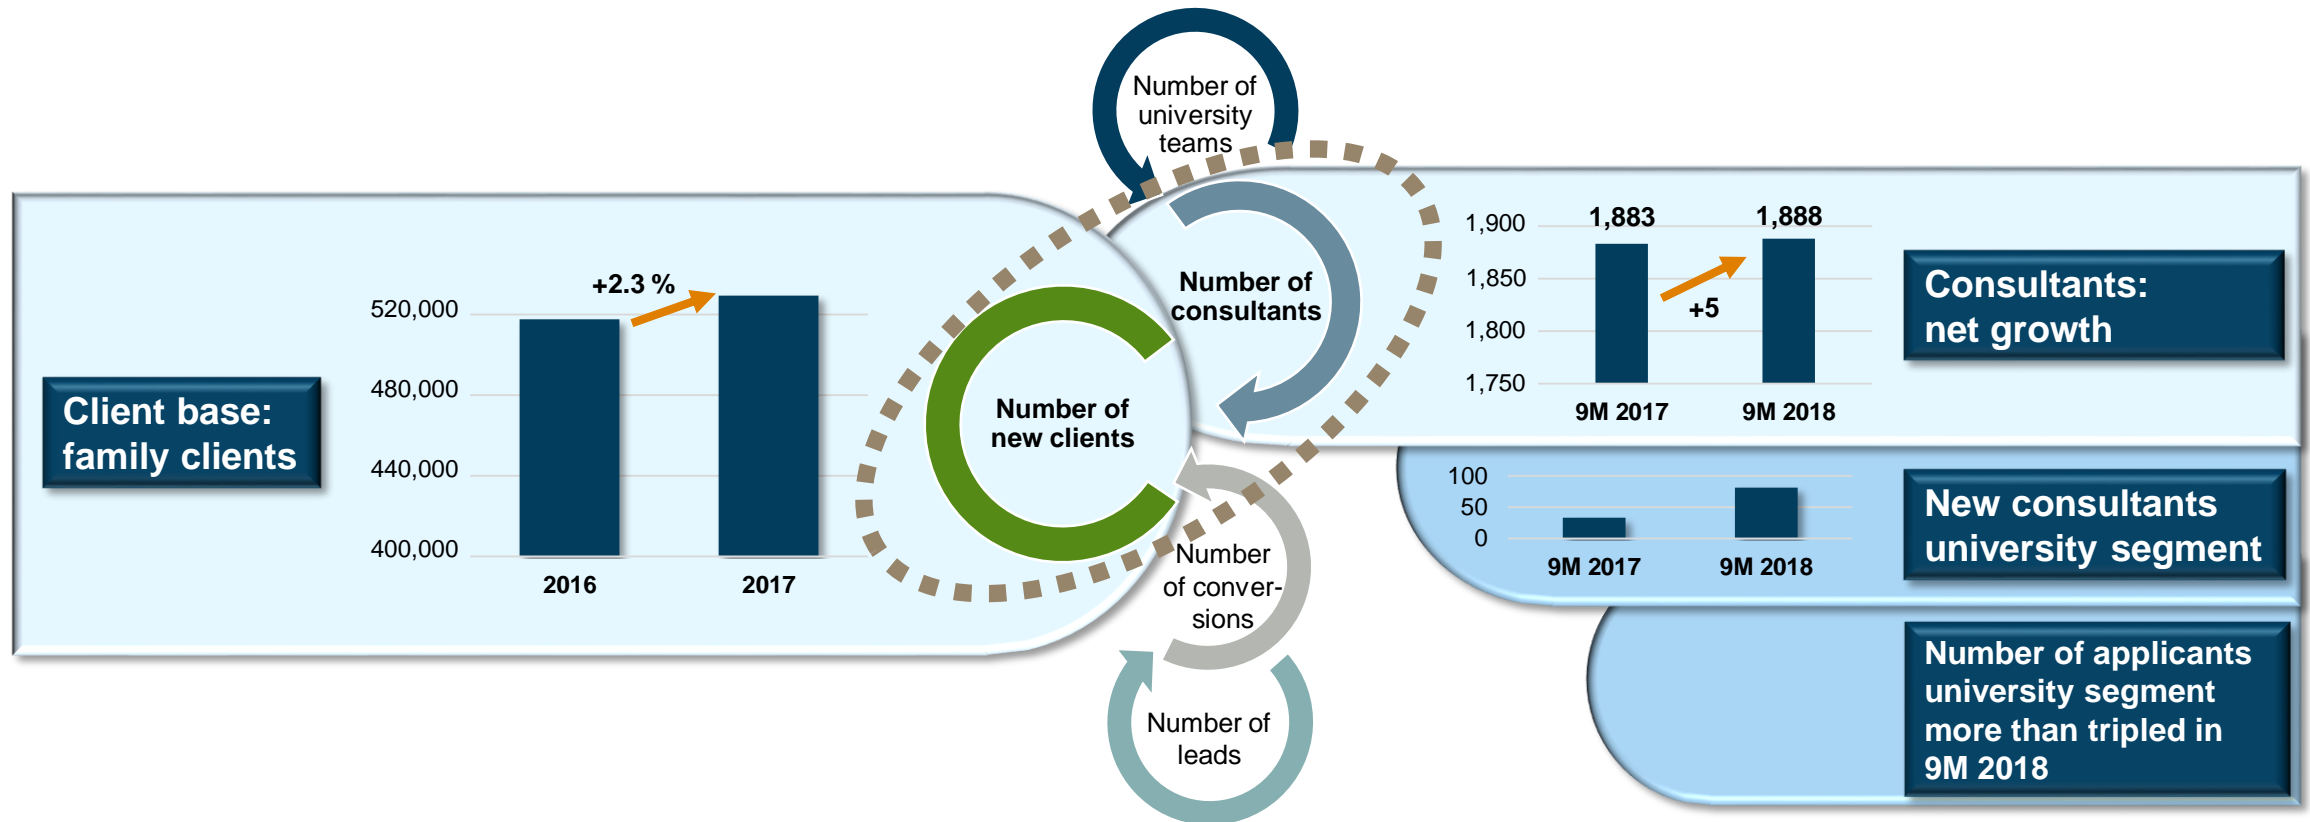 Number of
university
teams
Client base:
family clients
+2.3 %
520,000
480,000
440,000
400,000
2016
2017
Number of
new clients
Number of
consultants
1,900
1,850
1,800
1,750
1,883
1,888
+5
9M 2017
9M 2018
Consultants:
net growth
100
50
0
9M 2017
9M 2018
New consultants
university segment
Number
of conver-
sions
Number of
leads
Number of applicants
university segment
more than tripled in
9M 2018